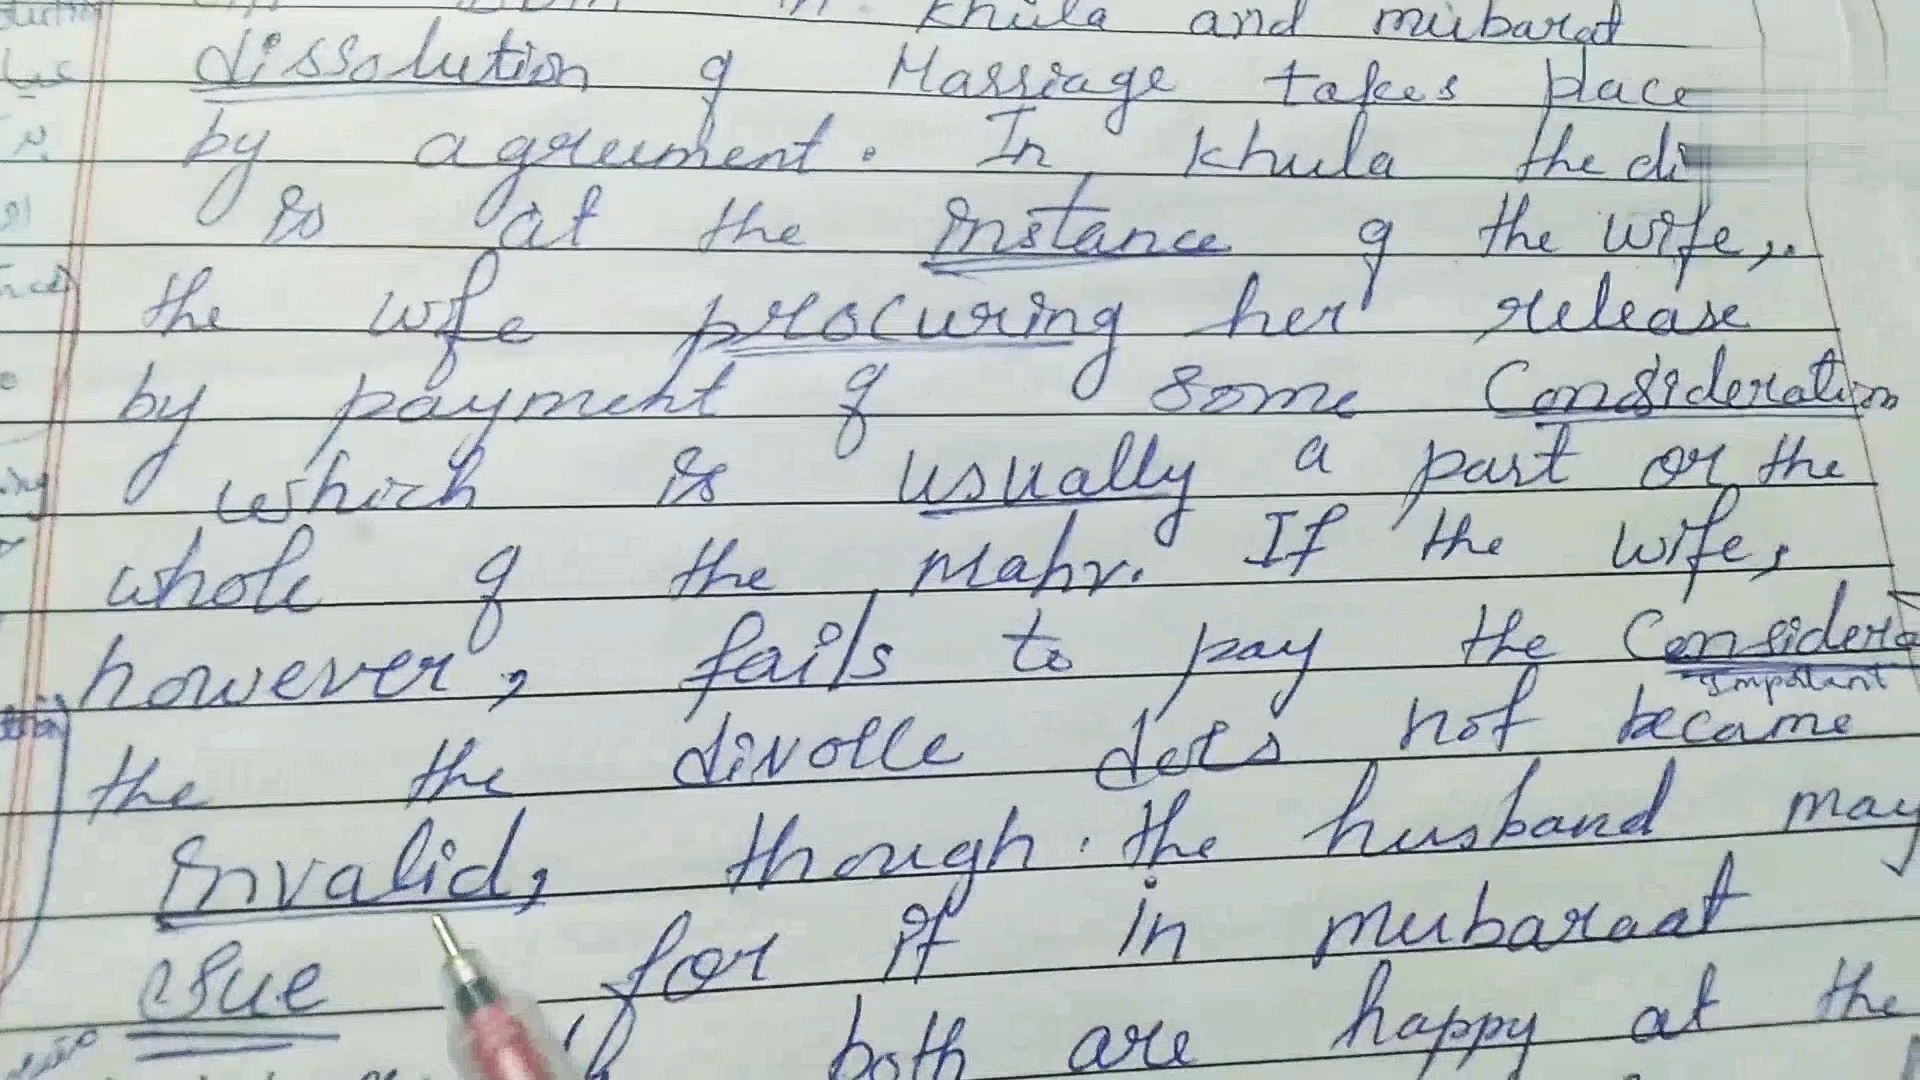 khula and mubarat
dissolution of Marriage takes place
by agreement. In khula the di
is at the instance of the wife,
the wife procuring her release
by payment of some Consideration
which is usually a part or the
whole of the Mahr. If the wife,
however, fails to pay the Considera
important
the the divorce does not became
invalid, though the husband may
sue for it in mubaraat
both are happy at the